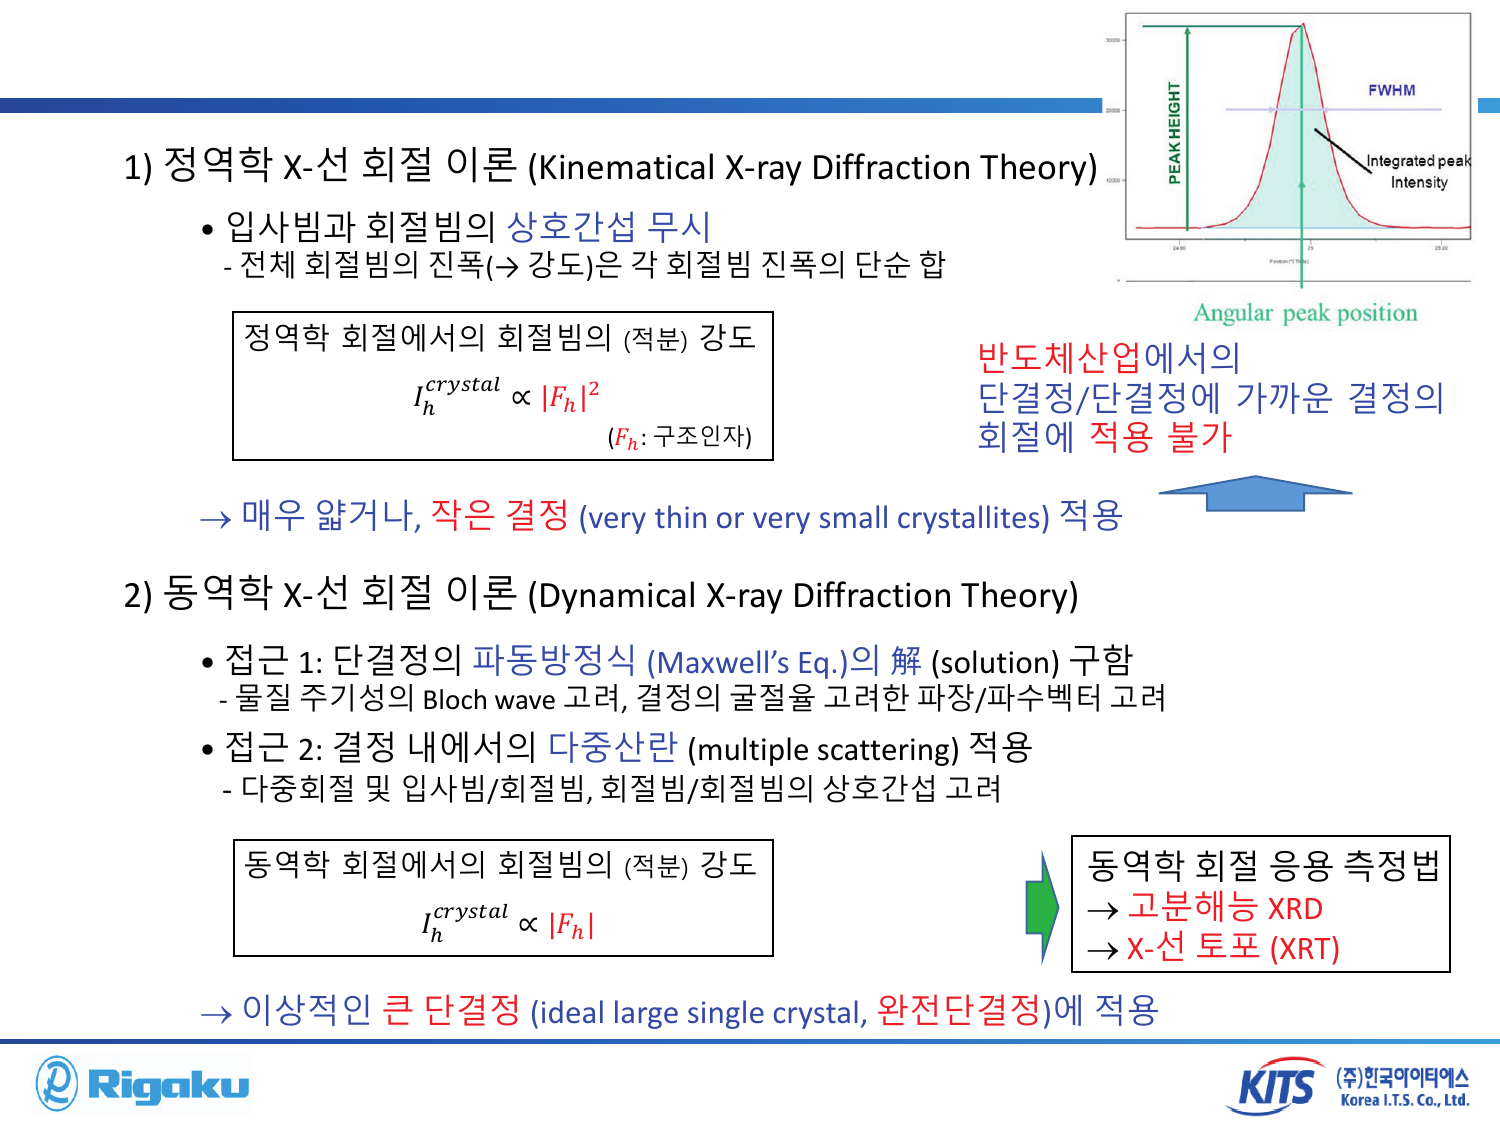 30000
20000
10000
PEAK HEIGHT
FWHM
Integrated peak
Intensity
25
Angular peak position
1) 정역학 X-선 회절 이론 (Kinematical X-ray Diffraction Theory)
• 입사빔과 회절빔의 상호간섭 무시
- 전체 회절빔의 진폭(→ 강도)은 각 회절빔 진폭의 단순 합
정역학 회절에서의 회절빔의 (적분) 강도
I_h^{crystal} ∝ |F_h|^2
(F_h: 구조인자)
반도체산업에서의
단결정/단결정에 가까운 결정의
회절에 적용 불가
→ 매우 얇거나, 작은 결정 (very thin or very small crystallites) 적용
2) 동역학 X-선 회절 이론 (Dynamical X-ray Diffraction Theory)
• 접근 1: 단결정의 파동방정식 (Maxwell's Eq.)의 解 (solution) 구함
- 물질 주기성의 Bloch wave 고려, 결정의 굴절율 고려한 파장/파수벡터 고려
• 접근 2: 결정 내에서의 다중산란 (multiple scattering) 적용
- 다중회절 및 입사빔/회절빔, 회절빔/회절빔의 상호간섭 고려
동역학 회절에서의 회절빔의 (적분) 강도
I_h^{crystal} ∝ |F_h|
동역학 회절 응용 측정법
→ 고분해능 XRD
→ X-선 토포 (XRT)
→ 이상적인 큰 단결정 (ideal large single crystal, 완전단결정)에 적용
Rigaku
KITS
(주)한국아이티에스
Korea I.T.S. Co., Ltd.